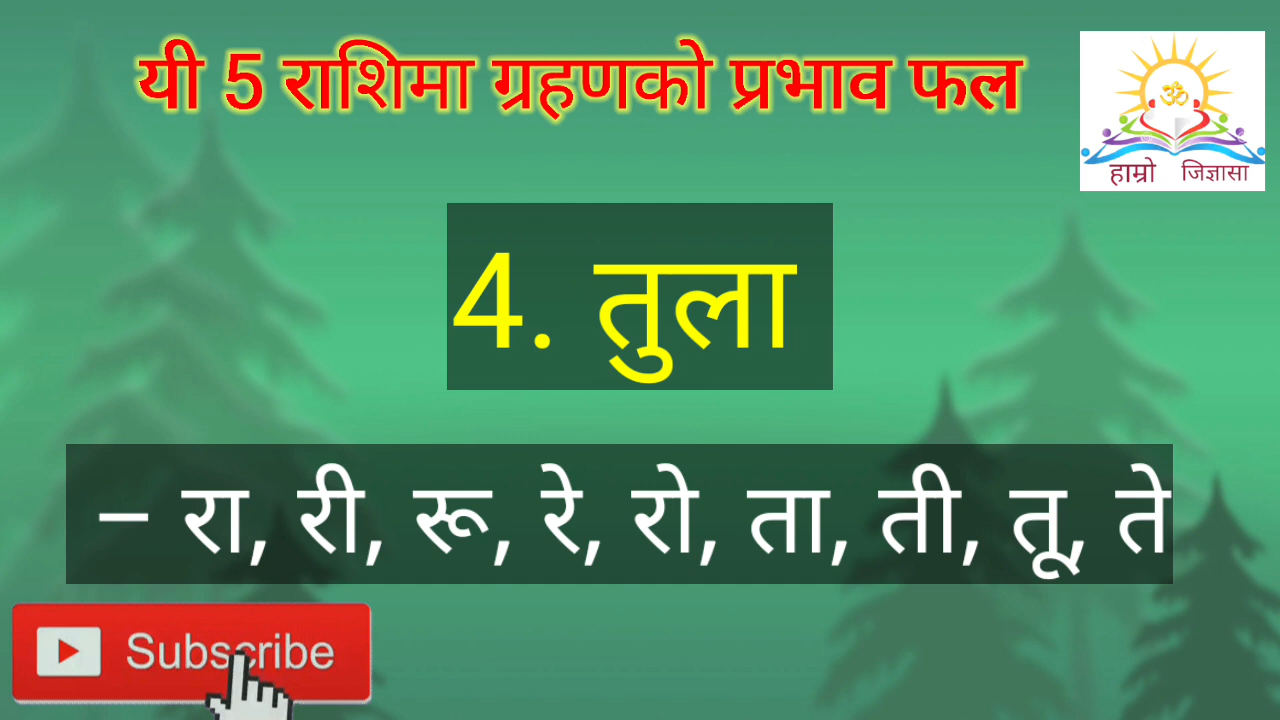 यी 5 राशिमा ग्रहणको प्रभाव फल
ॐ
हाम्रो जिज्ञासा
4. तुला
– रा, री, रू, रे, रो, ता, ती, तू, ते
Subscribe